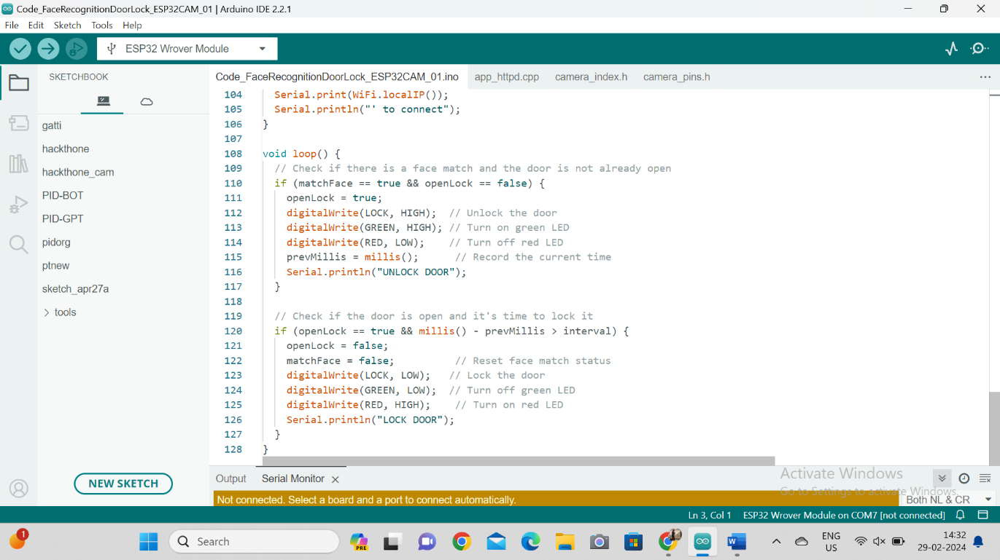 Code_FaceRecognitionDoorLock_ESP32CAM_01 | Arduino IDE 2.2.1
File Edit Sketch Tools Help
ESP32 Wrover Module
SKETCHBOOK
gatti
hackthone
hackthone_cam
PID-BOT
PID-GPT
pidorg
ptnew
sketch_apr27a
tools
NEW SKETCH
Code_FaceRecognitionDoorLock_ESP32CAM_01.ino app_httpd.cpp camera_index.h camera_pins.h
104 Serial.print(WiFi.localIP());
105 Serial.println("' to connect");
106 }
107
108 void loop() {
109 // Check if there is a face match and the door is not already open
110 if (matchFace == true && openLock == false) {
111 openLock = true;
112 digitalWrite(LOCK, HIGH); // Unlock the door
113 digitalWrite(GREEN, HIGH); // Turn on green LED
114 digitalWrite(RED, LOW); // Turn off red LED
115 prevMillis = millis(); // Record the current time
116 Serial.println("UNLOCK DOOR");
117 }
118
119 // Check if the door is open and it's time to lock it
120 if (openLock == true && millis() - prevMillis > interval) {
121 openLock = false;
122 matchFace = false; // Reset face match status
123 digitalWrite(LOCK, LOW); // Lock the door
124 digitalWrite(GREEN, LOW); // Turn off green LED
125 digitalWrite(RED, HIGH); // Turn on red LED
126 Serial.println("LOCK DOOR");
127 }
128 }
Output Serial Monitor
Activate Windows
Go to Settings to activate Windows.
Not connected. Select a board and a port to connect automatically.
Both NL & CR
Ln 3, Col 1 ESP32 Wrover Module on COM7 [not connected]
1
Search
PRE
W
ENG
US
14:32
29-02-2024